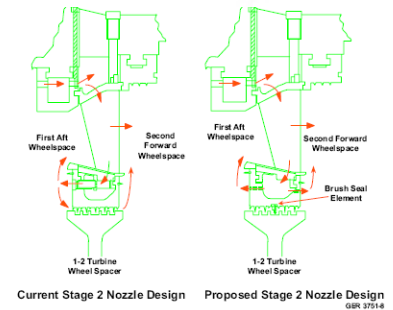 First Aft
Wheelspace
Second
Forward
Wheelspace
1-2 Turbine
Wheel Spacer
Current Stage 2 Nozzle Design
First Aft
Wheelspace
Second Forward
Wheelspace
Brush Seal
Element
1-2 Turbine
Wheel Spacer
Proposed Stage 2 Nozzle Design
GER 3751-8